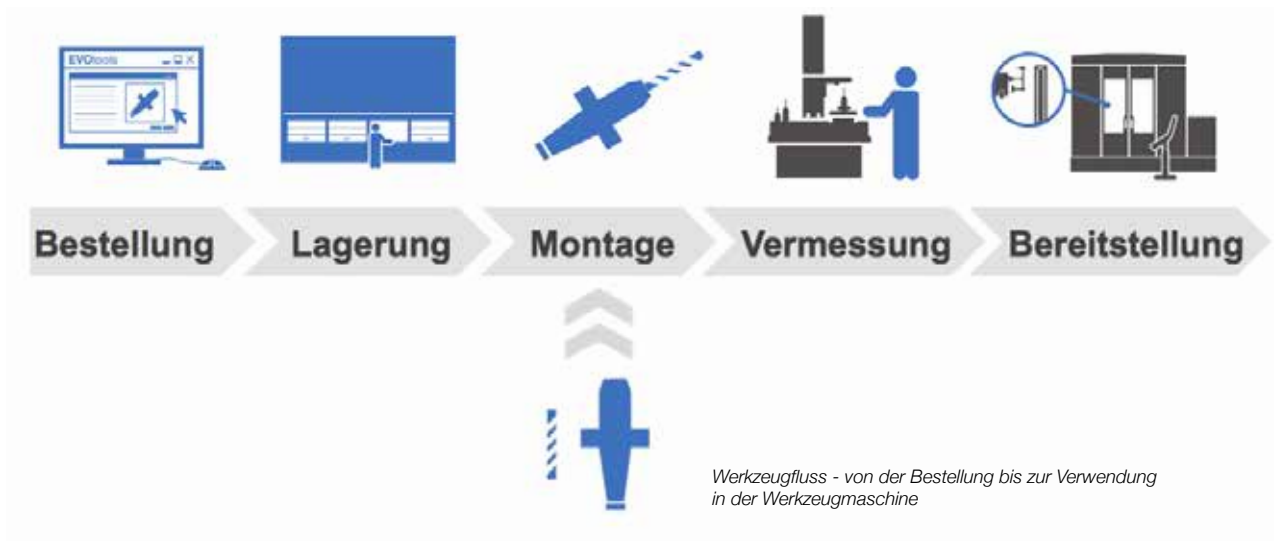 EVOtools
Bestellung
Lagerung
Montage
Vermessung
Bereitstellung
Werkzeugfluss - von der Bestellung bis zur Verwendung
in der Werkzeugmaschine